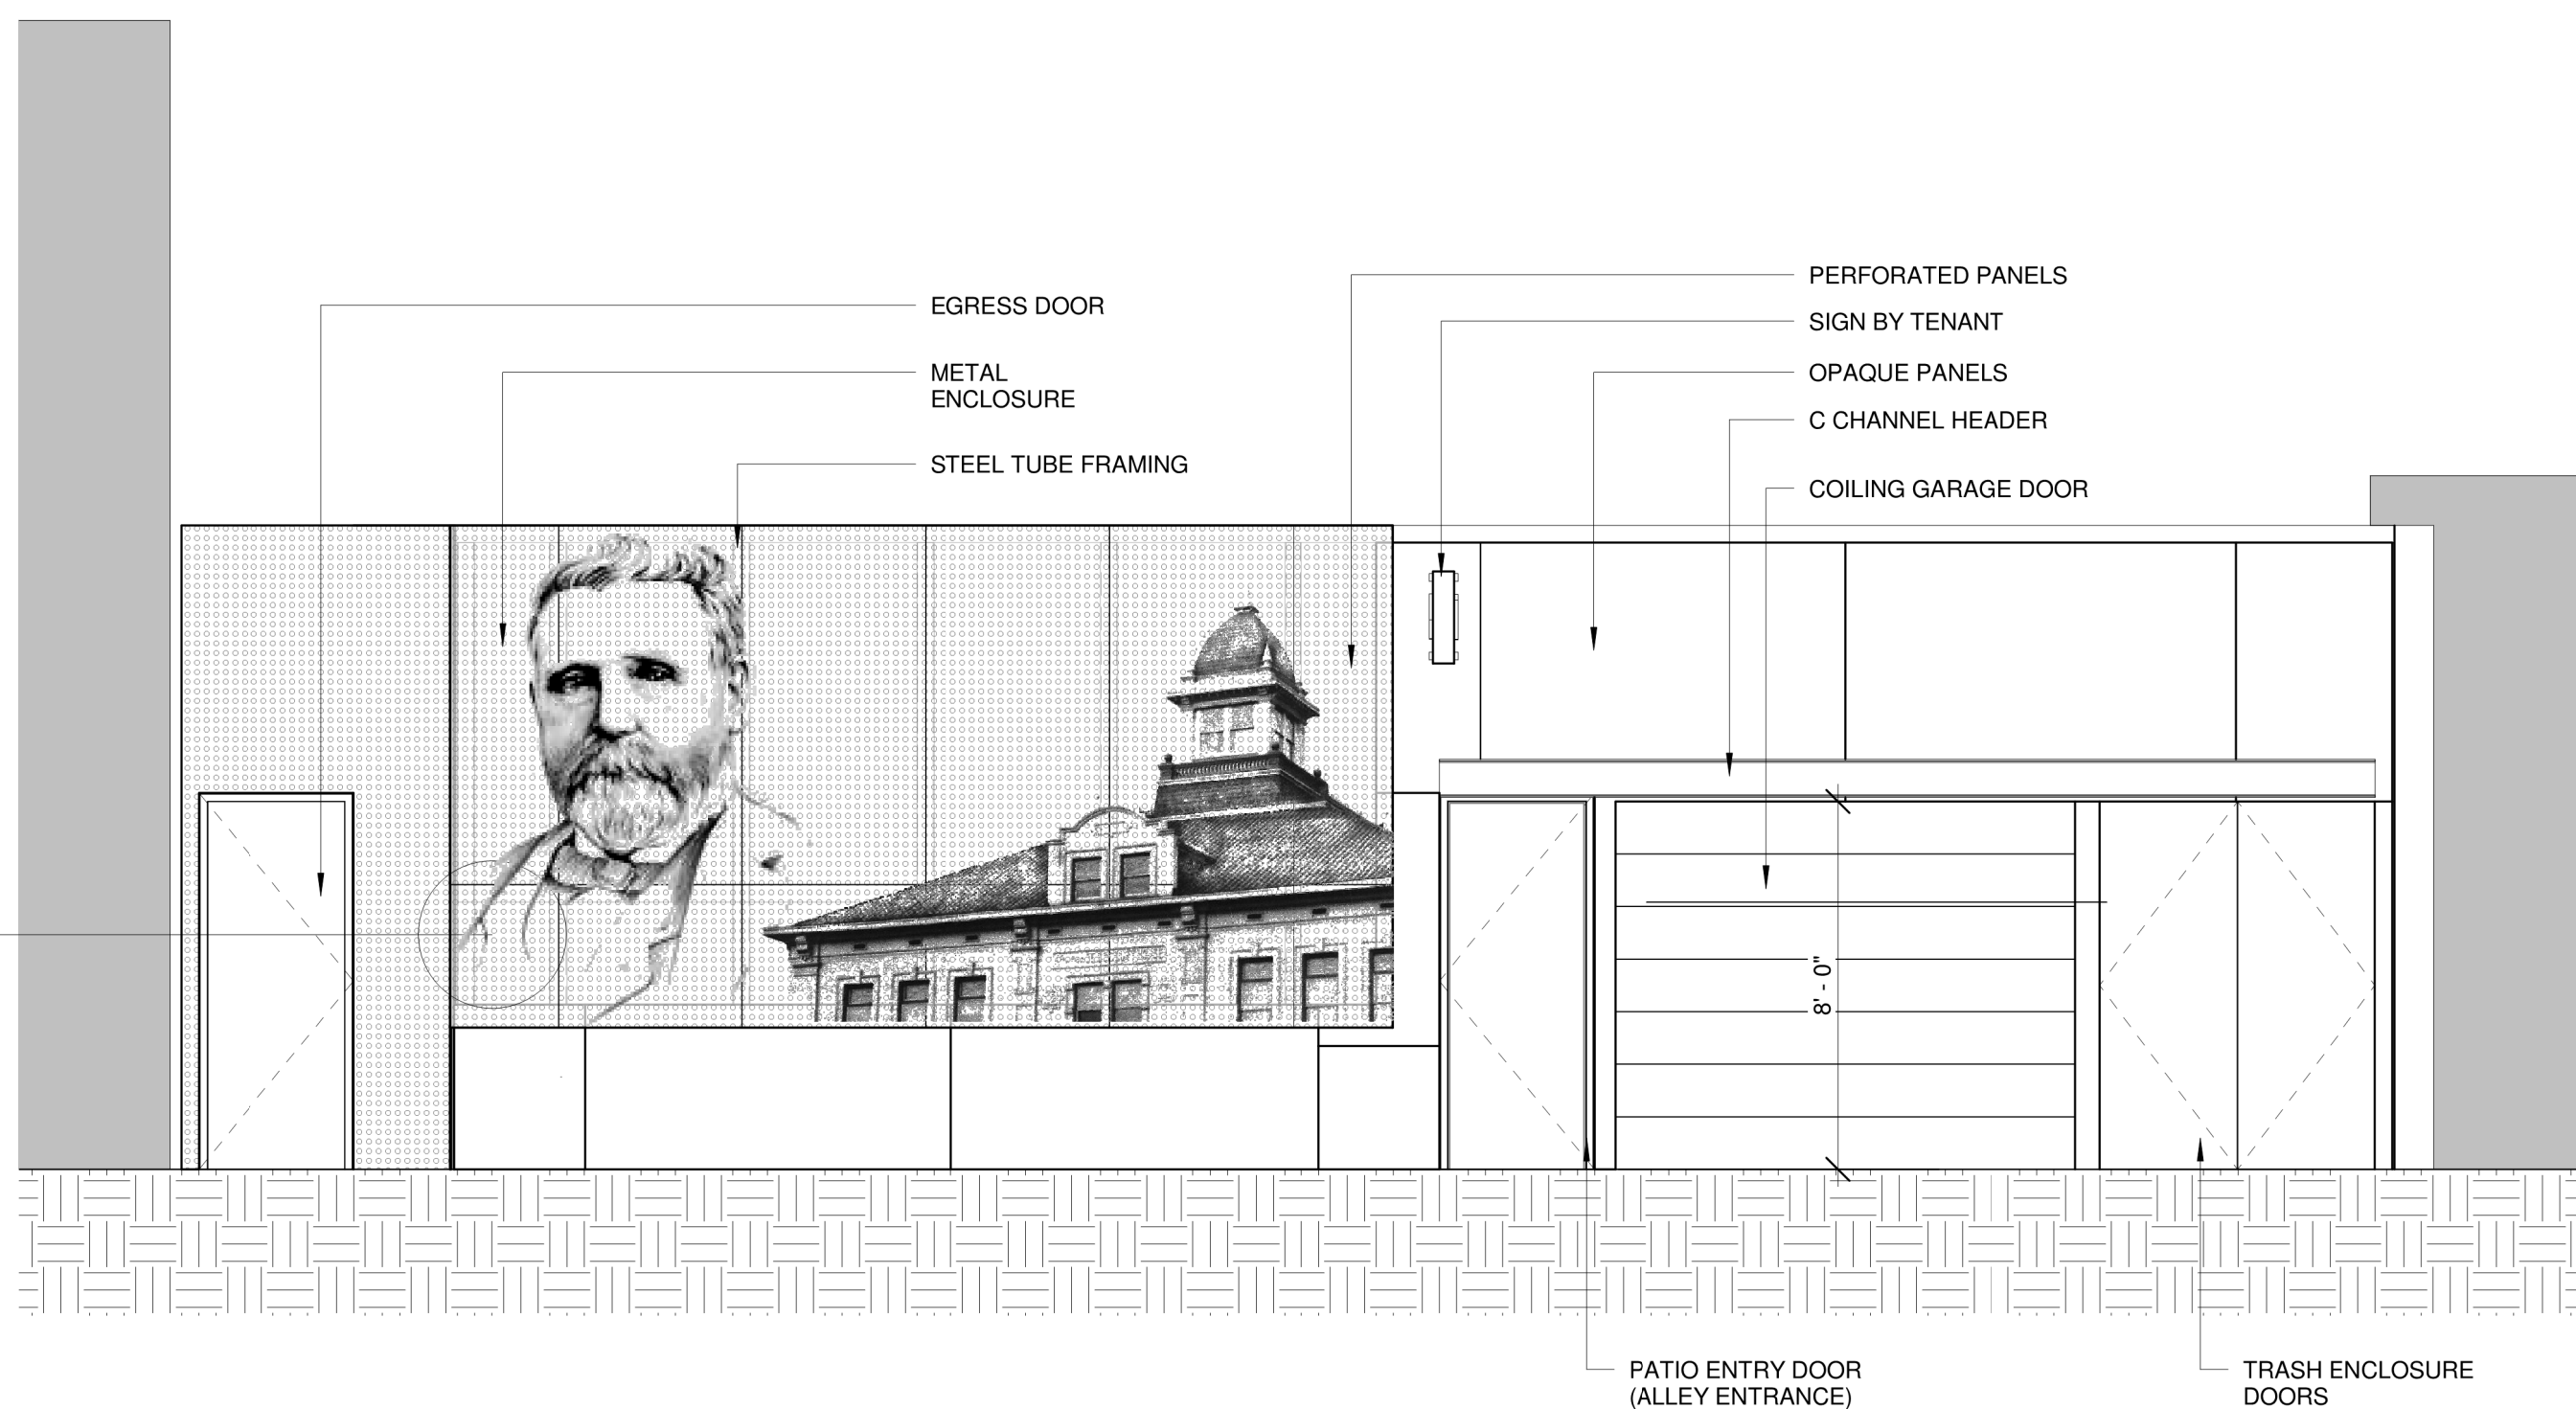 PERFORATED PANELS
EGRESS DOOR
SIGN BY TENANT
METAL
ENCLOSURE
OPAQUE PANELS
C CHANNEL HEADER
STEEL TUBE FRAMING
COILING GARAGE DOOR
8' - 0"
PATIO ENTRY DOOR
(ALLEY ENTRANCE)
TRASH ENCLOSURE
DOORS